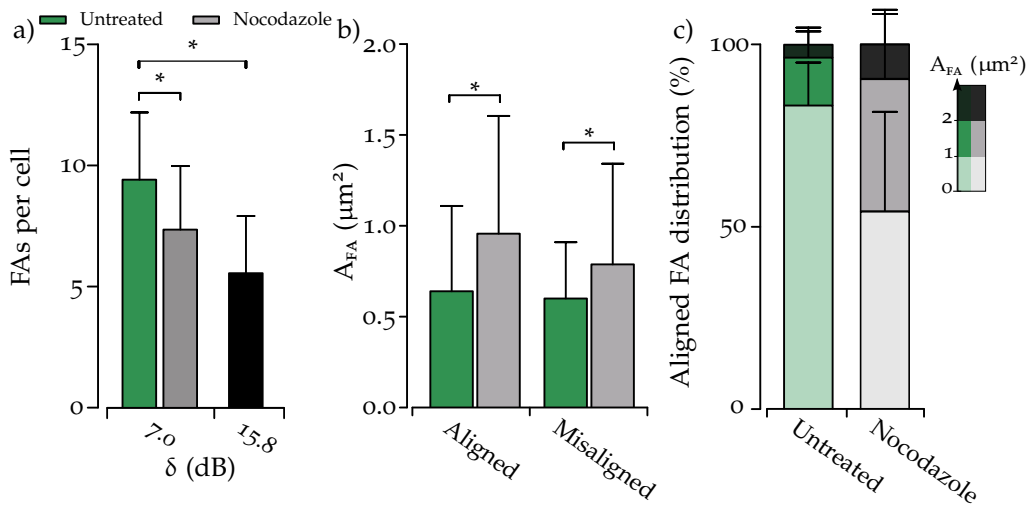 Untreated Nocodazole
a)
15
10
5
0
FAs per cell
* *
7.0 15.8
δ (dB)
b)
2.0
1.5
1.0
0.5
0.0
A_FA (µm²)
* *
Aligned Misaligned
c)
100
50
0
Aligned FA distribution (%)
Untreated Nocodazole
A_FA (µm²)
2
1
0